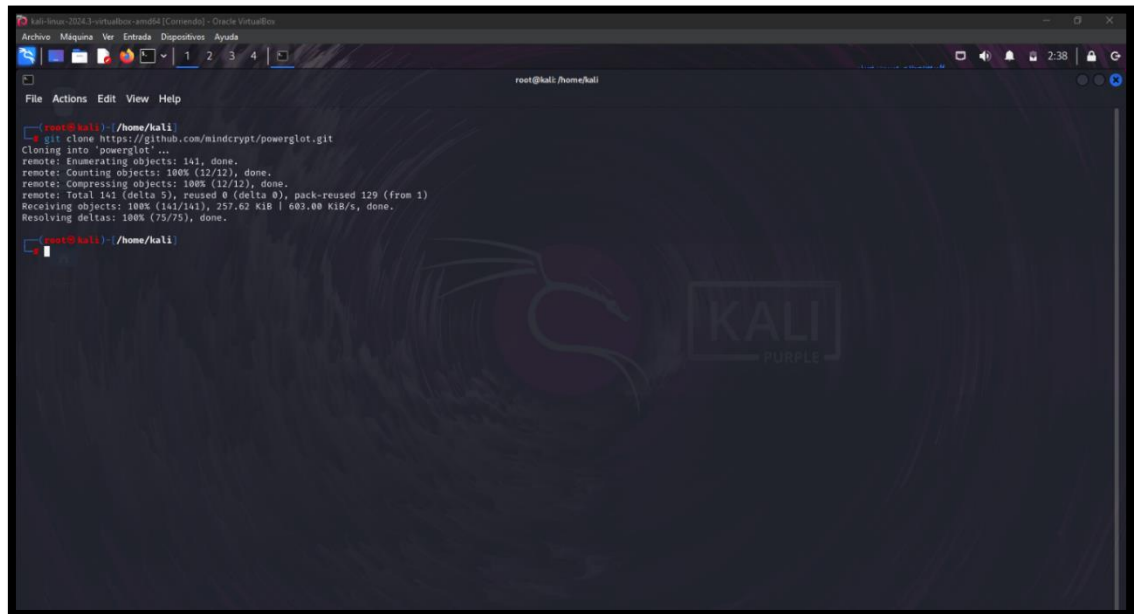 kali-linux-2024.3-virtualbox-amd64 [Corriendo] - Oracle VirtualBox
Archivo Máquina Ver Entrada Dispositivos Ayuda
1 2 3 4
2:38
root@kali: /home/kali
File Actions Edit View Help
(root㉿kali)-[/home/kali]
# git clone https://github.com/mindcrypt/powerglot.git
Cloning into 'powerglot'...
remote: Enumerating objects: 141, done.
remote: Counting objects: 100% (12/12), done.
remote: Compressing objects: 100% (12/12), done.
remote: Total 141 (delta 5), reused 0 (delta 0), pack-reused 129 (from 1)
Receiving objects: 100% (141/141), 257.62 KiB | 603.00 KiB/s, done.
Resolving deltas: 100% (75/75), done.
(root㉿kali)-[/home/kali]
#
KALI
PURPLE